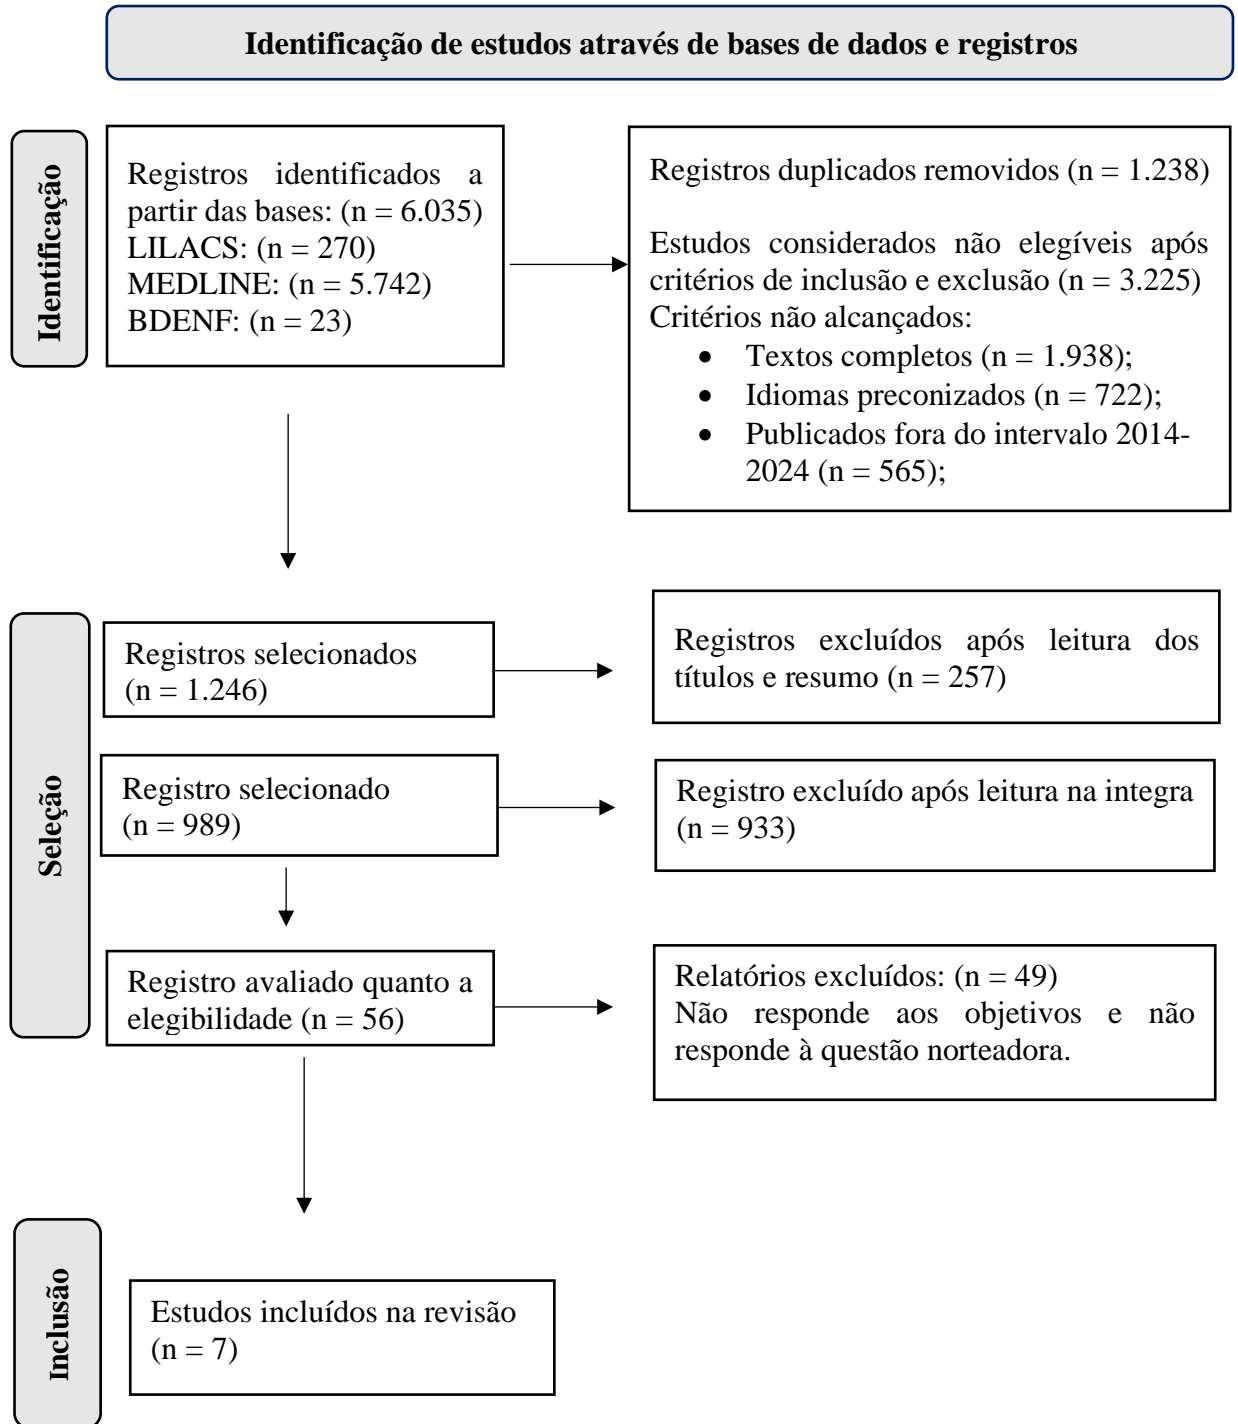 Identificação de estudos através de bases de dados e registros
Identificação
Registros identificados a
partir das bases: (n = 6.035)
LILACS: (n = 270)
MEDLINE: (n = 5.742)
BDENF: (n = 23)
Registros duplicados removidos (n = 1.238)
Estudos considerados não elegíveis após
critérios de inclusão e exclusão (n = 3.225)
Critérios não alcançados:
• Textos completos (n = 1.938);
• Idiomas preconizados (n = 722);
• Publicados fora do intervalo 2014-
2024 (n = 565);
Seleção
Registros selecionados
(n = 1.246)
Registros excluídos após leitura dos
títulos e resumo (n = 257)
Registro selecionado
(n = 989)
Registro excluído após leitura na integra
(n = 933)
Registro avaliado quanto a
elegibilidade (n = 56)
Relatórios excluídos: (n = 49)
Não responde aos objetivos e não
responde à questão norteadora.
Inclusão
Estudos incluídos na revisão
(n = 7)